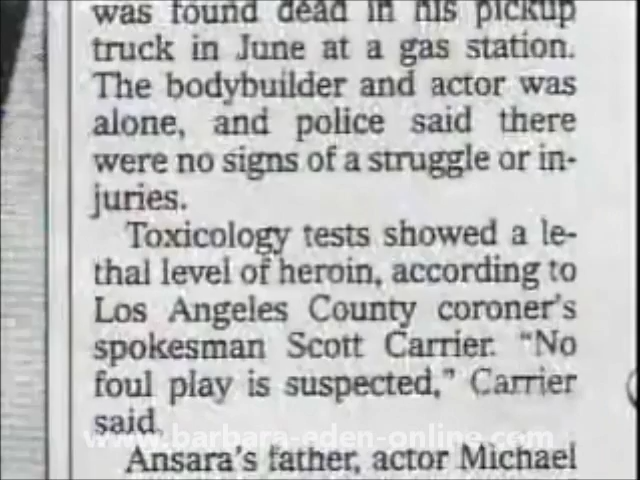 was found dead in his pickup
truck in June at a gas station.
The bodybuilder and actor was
alone, and police said there
were no signs of a struggle or in-
juries.
Toxicology tests showed a le-
thal level of heroin, according to
Los Angeles County coroner's
spokesman Scott Carrier. "No
foul play is suspected," Carrier
said.
www.barbara-eden-online.com
Ansara's father, actor Michael